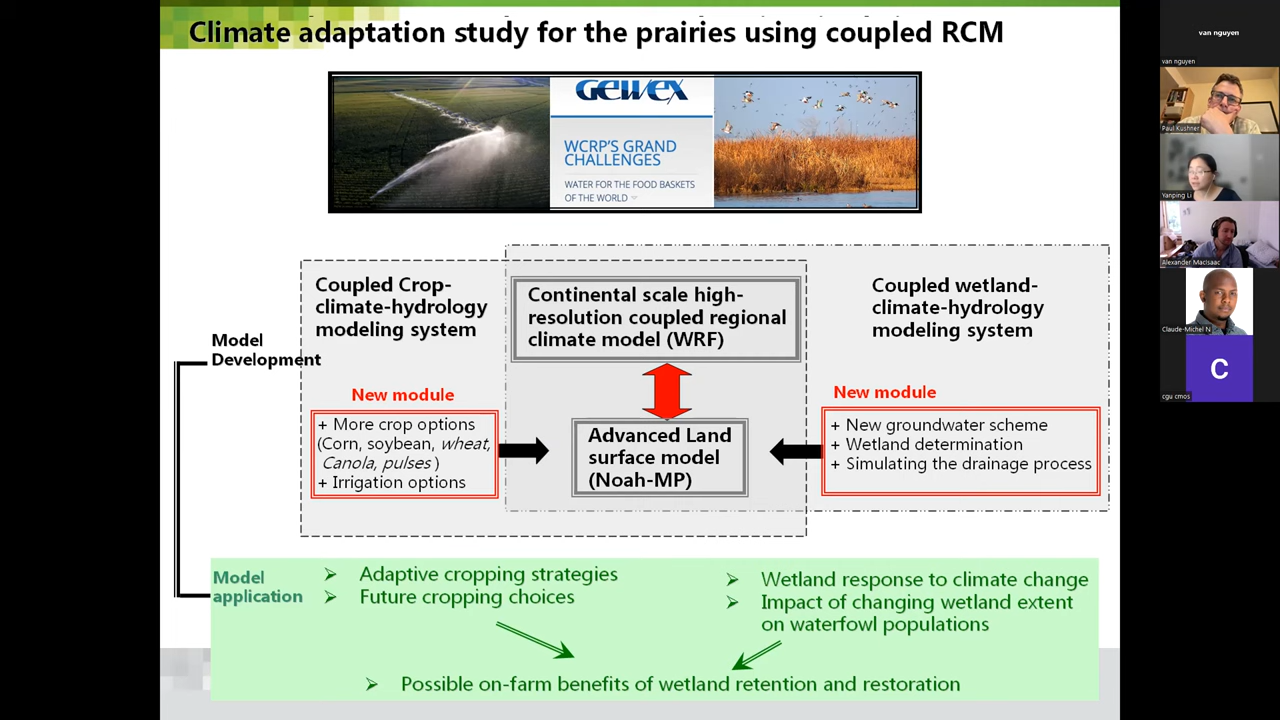 Climate adaptation study for the prairies using coupled RCM
GEWEX
WCRP'S GRAND
CHALLENGES
WATER FOR THE FOOD BASKETS
OF THE WORLD
Coupled Crop-
climate-hydrology
modeling system
Continental scale high-
resolution coupled regional
climate model (WRF)
Coupled wetland-
climate-hydrology
modeling system
Model
Development
New module
+ More crop options
(Corn, soybean, wheat,
Canola, pulses )
+ Irrigation options
Advanced Land
surface model
(Noah-MP)
New module
+ New groundwater scheme
+ Wetland determination
+ Simulating the drainage process
Model
application
➢ Adaptive cropping strategies
➢ Future cropping choices
➢ Wetland response to climate change
➢ Impact of changing wetland extent
on waterfowl populations
➢ Possible on-farm benefits of wetland retention and restoration
van nguyen
van nguyen
Paul Kushner
Yanping Li
Alexander MacIsaac
Claude-Michel N
C
cgu cmos